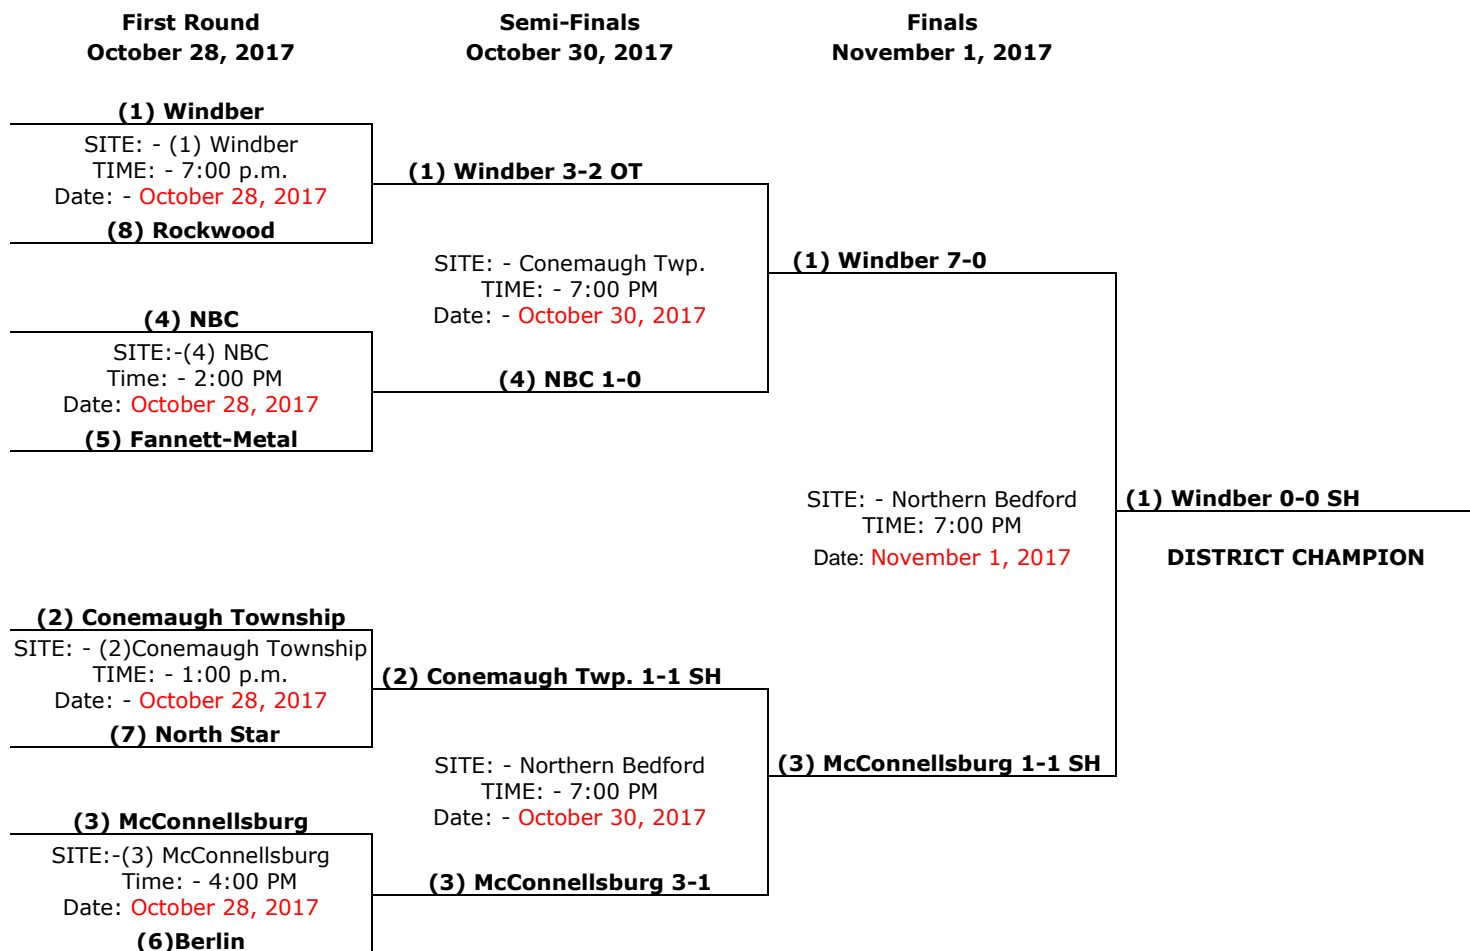 First Round
October 28, 2017
Semi-Finals
October 30, 2017
Finals
November 1, 2017
(1) Windber
SITE: - (1) Windber
TIME: - 7:00 p.m.
Date: - October 28, 2017
(8) Rockwood
(1) Windber 3-2 OT
SITE: - Conemaugh Twp.
TIME: - 7:00 PM
Date: - October 30, 2017
(4) NBC
SITE:-(4) NBC
Time: - 2:00 PM
Date: October 28, 2017
(5) Fannett-Metal
(4) NBC 1-0
(1) Windber 7-0
SITE: - Northern Bedford
TIME: 7:00 PM
Date: November 1, 2017
(1) Windber 0-0 SH
DISTRICT CHAMPION
(2) Conemaugh Township
SITE: - (2)Conemaugh Township
TIME: - 1:00 p.m.
Date: - October 28, 2017
(7) North Star
(2) Conemaugh Twp. 1-1 SH
SITE: - Northern Bedford
TIME: - 7:00 PM
Date: - October 30, 2017
(3) McConnellsburg 1-1 SH
(3) McConnellsburg
SITE:-(3) McConnellsburg
Time: - 4:00 PM
Date: October 28, 2017
(6)Berlin
(3) McConnellsburg 3-1